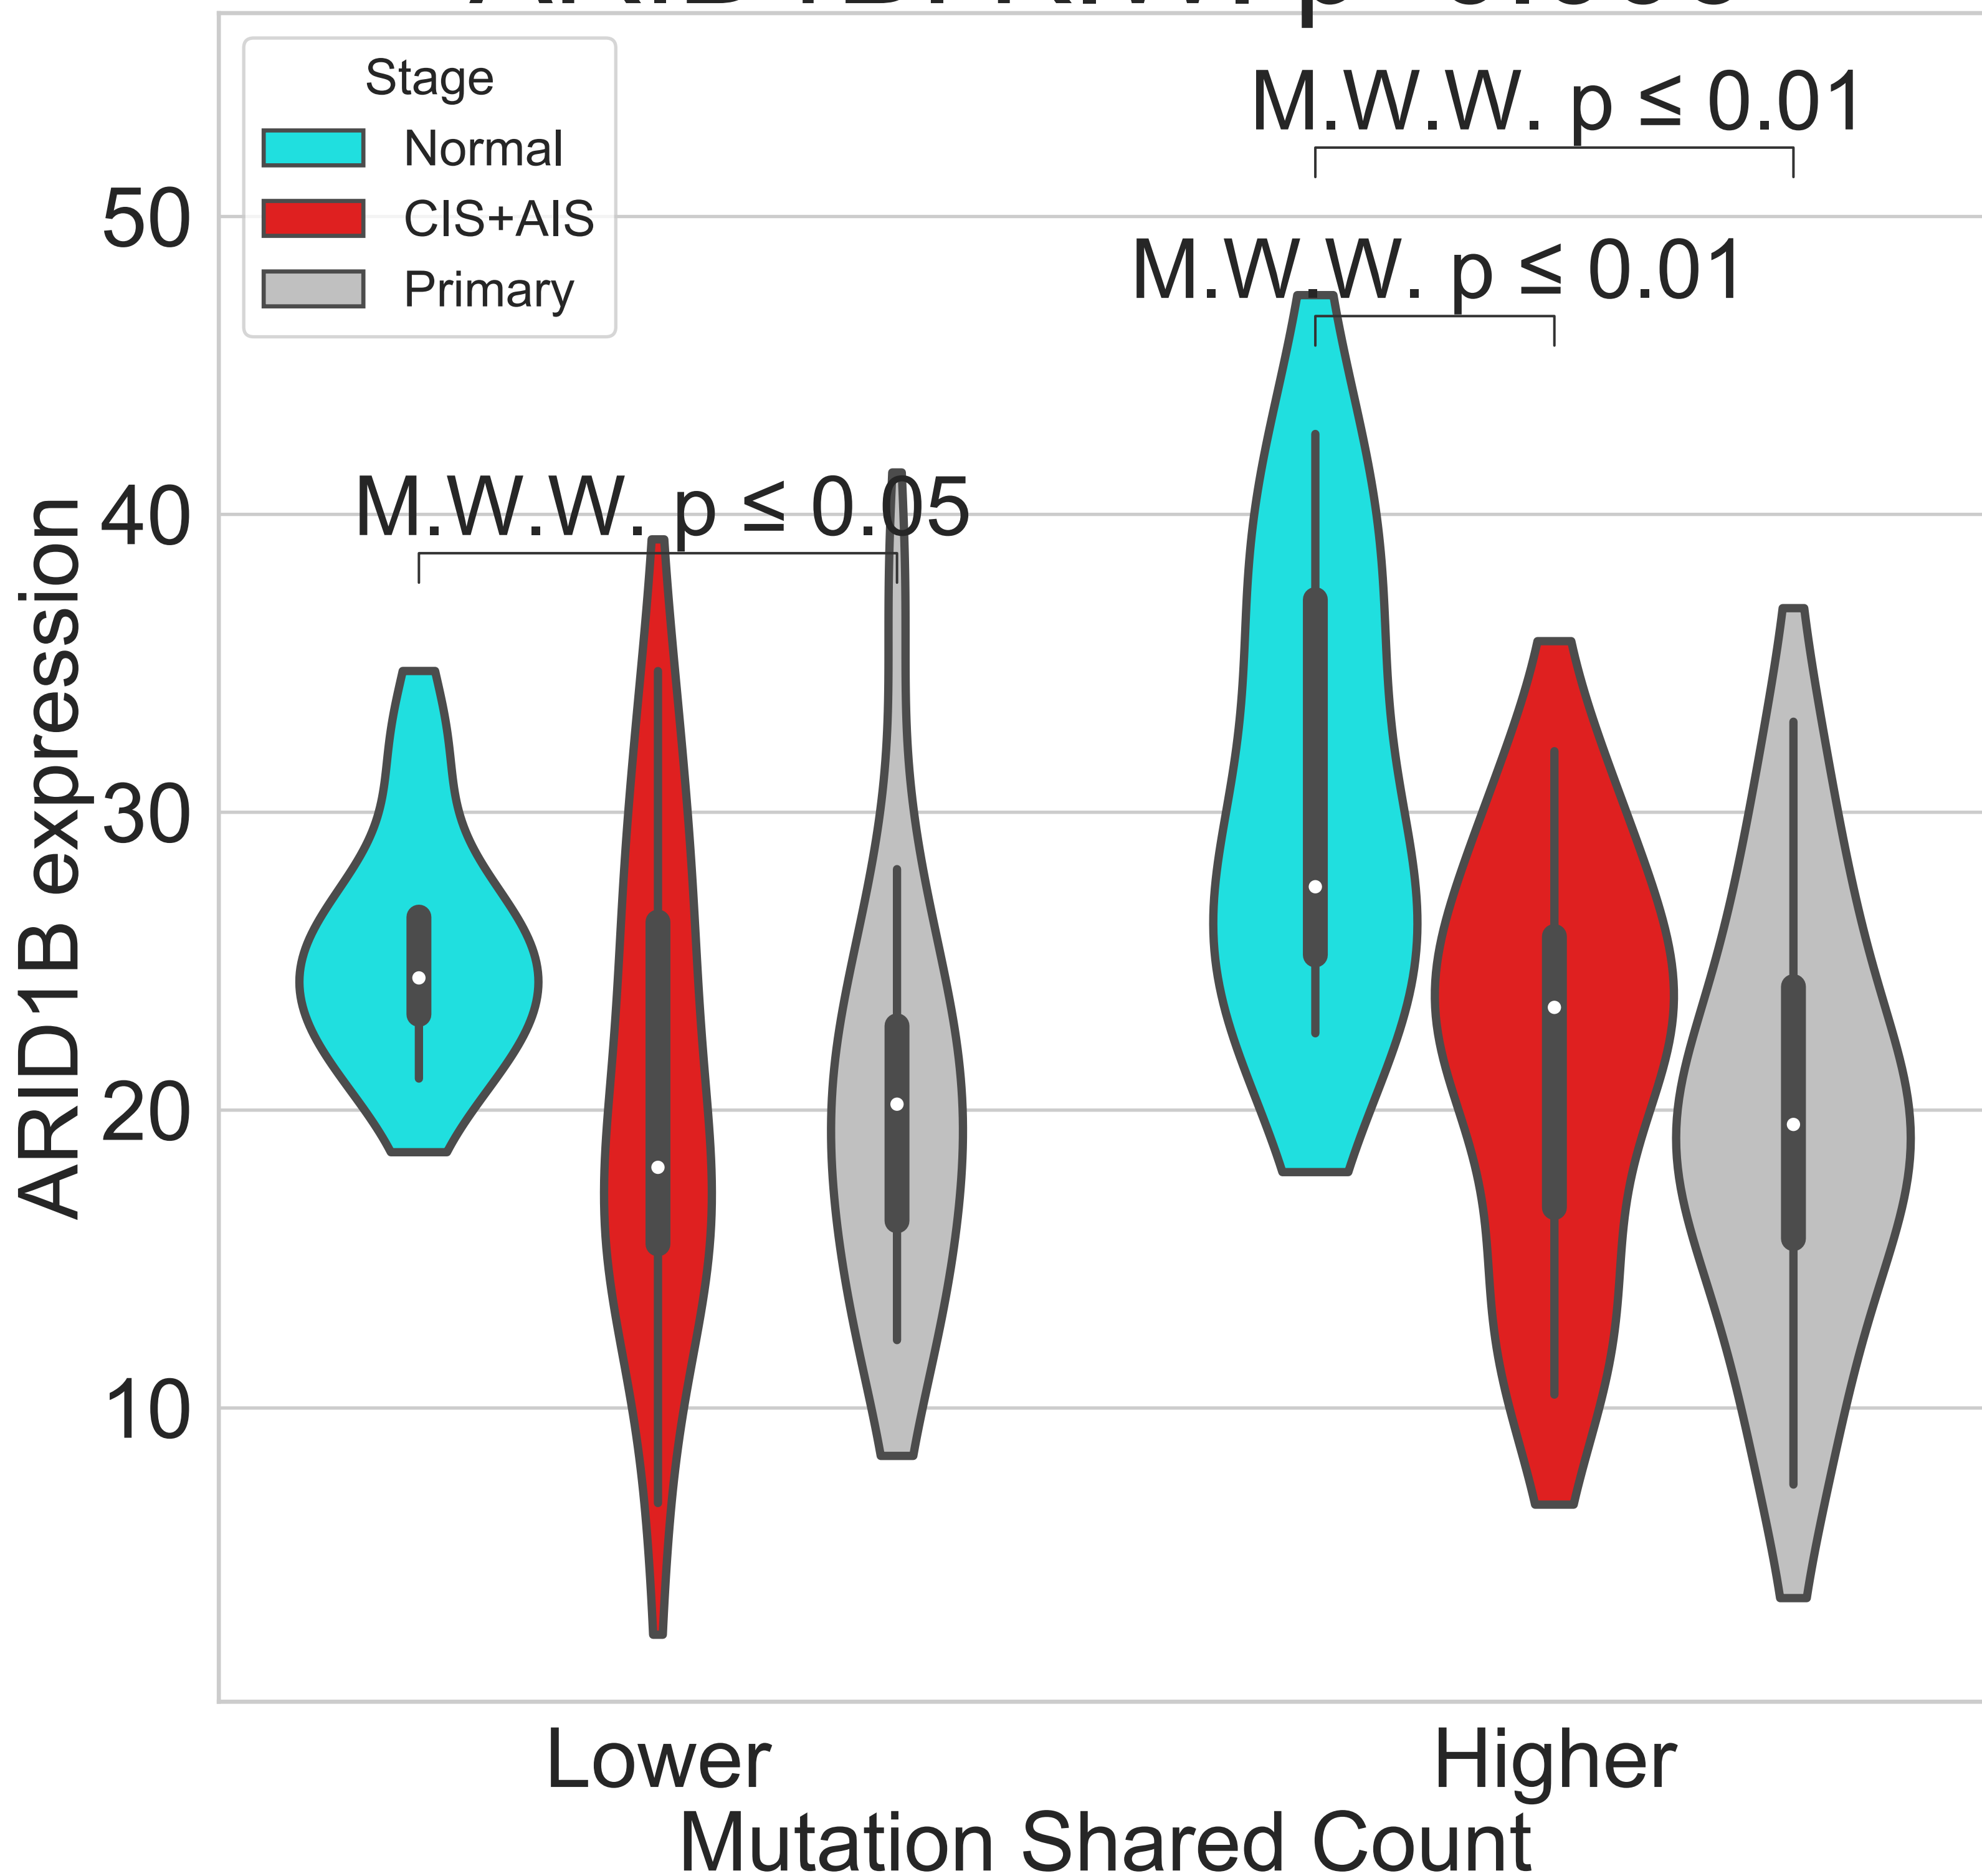 Stage
Normal
CIS+AIS
Primary
M.W.W. p ≤ 0.01
M.W.W. p ≤ 0.01
M.W.W. p ≤ 0.05
50
40
30
20
10
ARID1B expression
Lower
Higher
Mutation Shared Count